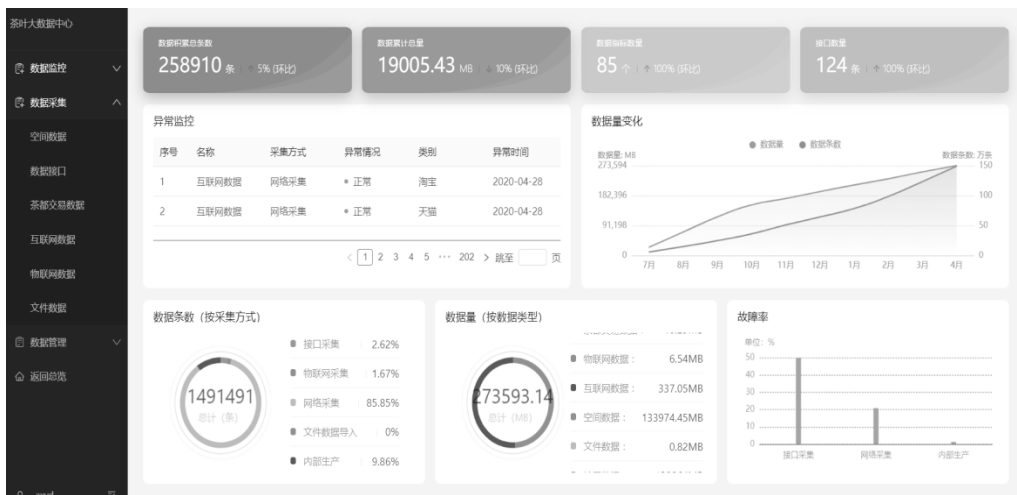 茶叶大数据中心
数据监控
数据采集
空间数据
数据接口
茶都交易数据
互联网数据
物联网数据
文件数据
数据管理
返回总览
数据积累总条数
258910 条 ↑ 5% (环比)
数据累计总量
19005.43 MB ↓ 10% (环比)
数据指标数量
85 个 ↑ 100% (环比)
接口数量
124 条 ↑ 100% (环比)
异常监控
序号 名称 采集方式 异常情况 类别 异常时间
1 互联网数据 网络采集 正常 淘宝 2020-04-28
2 互联网数据 网络采集 正常 天猫 2020-04-28
< 1 2 3 4 5 ··· 202 > 跳至 页
数据量变化
数据量 数据条数
数据量: MB 数据条数: 万条
273,594 150
182,396 100
91,198 50
0 0
7月 8月 9月 10月 11月 12月 1月 2月 3月 4月
数据条数（按采集方式）
1491491
总计（条）
接口采集 2.62%
物联网采集 1.67%
网络采集 85.85%
文件数据导入 0%
内部生产 9.86%
数据量（按数据类型）
273593.14
总计（MB）
物联网数据： 6.54MB
互联网数据： 337.05MB
空间数据： 133974.45MB
文件数据： 0.82MB
故障率
单位: %
50
40
30
20
10
0
接口采集 网络采集 内部生产